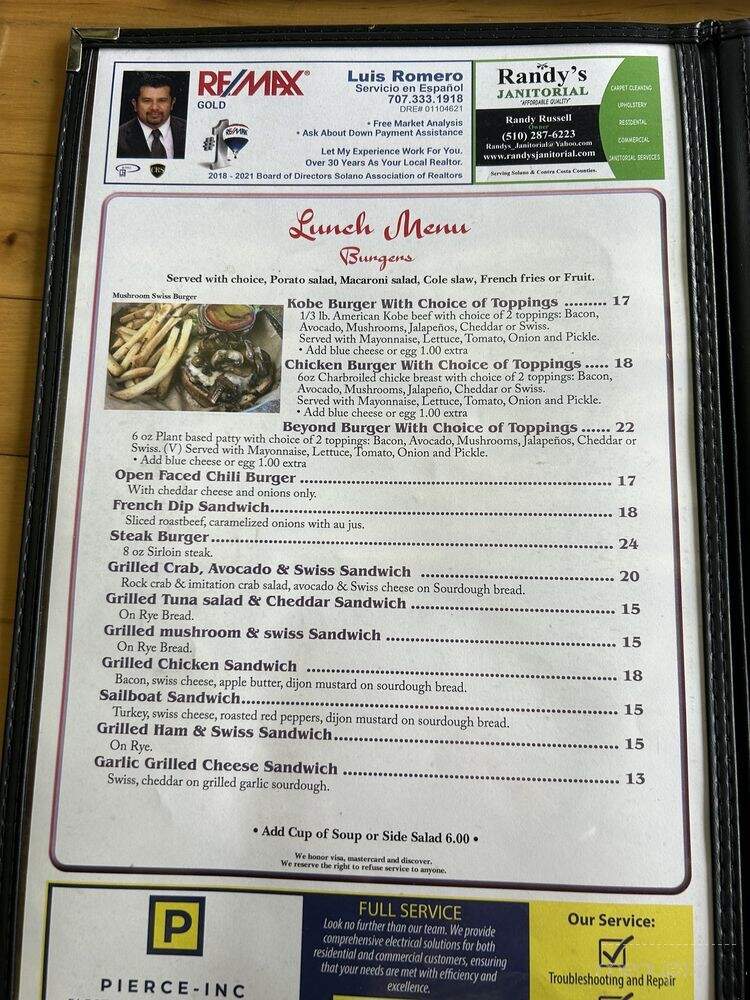 RE/MAX
GOLD
Luis Romero
Servicio en Español
707.333.1918
DRE# 01104621
• Free Market Analysis
• Ask About Down Payment Assistance
Let My Experience Work For You.
Over 30 Years As Your Local Realtor.
2018 - 2021 Board of Directors Solano Association of Realtors
Randy's
JANITORIAL
"AFFORDABLE QUALITY"
Randy Russell
Owner
(510) 287-6223
Randys_Janitorial@Yahoo.com
www.randysjanitorial.com
Serving Solano & Contra Costa Counties.
CARPET CLEANING
UPHOLSTERY
RESIDENTIAL
COMMERCIAL
JANITORIAL SERVICES
Lunch Menu
Burgers
Served with choice, Porato salad, Macaroni salad, Cole slaw, French fries or Fruit.
Mushroom Swiss Burger
Kobe Burger With Choice of Toppings ......... 17
1/3 lb. American Kobe beef with choice of 2 toppings: Bacon,
Avocado, Mushrooms, Jalapeños, Cheddar or Swiss.
Served with Mayonnaise, Lettuce, Tomato, Onion and Pickle.
• Add blue cheese or egg 1.00 extra
Chicken Burger With Choice of Toppings ..... 18
6oz Charbroiled chicke breast with choice of 2 toppings: Bacon,
Avocado, Mushrooms, Jalapeño, Cheddar or Swiss.
Served with Mayonnaise, Lettuce, Tomato, Onion and Pickle.
• Add blue cheese or egg 1.00 extra
Beyond Burger With Choice of Toppings ...... 22
6 oz Plant based patty with choice of 2 toppings: Bacon, Avocado, Mushrooms, Jalapeños, Cheddar or
Swiss. (V) Served with Mayonnaise, Lettuce, Tomato, Onion and Pickle.
• Add blue cheese or egg 1.00 extra
Open Faced Chili Burger ........ 17
With cheddar cheese and onions only.
French Dip Sandwich........ 18
Sliced roastbeef, caramelized onions with au jus.
Steak Burger........ 24
8 oz Sirloin steak.
Grilled Crab, Avocado & Swiss Sandwich ........ 20
Rock crab & imitation crab salad, avocado & Swiss cheese on Sourdough bread.
Grilled Tuna salad & Cheddar Sandwich ........ 15
On Rye Bread.
Grilled mushroom & swiss Sandwich ........ 15
On Rye Bread.
Grilled Chicken Sandwich ........ 18
Bacon, swiss cheese, apple butter, dijon mustard on sourdough bread.
Sailboat Sandwich........ 15
Turkey, swiss cheese, roasted red peppers, dijon mustard on sourdough bread.
Grilled Ham & Swiss Sandwich........ 15
On Rye.
Garlic Grilled Cheese Sandwich ........ 13
Swiss, cheddar on grilled garlic sourdough.
• Add Cup of Soup or Side Salad 6.00 •
We honor visa, mastercard and discover.
We reserve the right to refuse service to anyone.
P
PIERCE-INC
FULL SERVICE
Look no further than our team. We provide
comprehensive electrical solutions for both
residential and commercial customers, ensuring
that your needs are met with efficiency and
excellence.
Our Service:
Troubleshooting and Repair